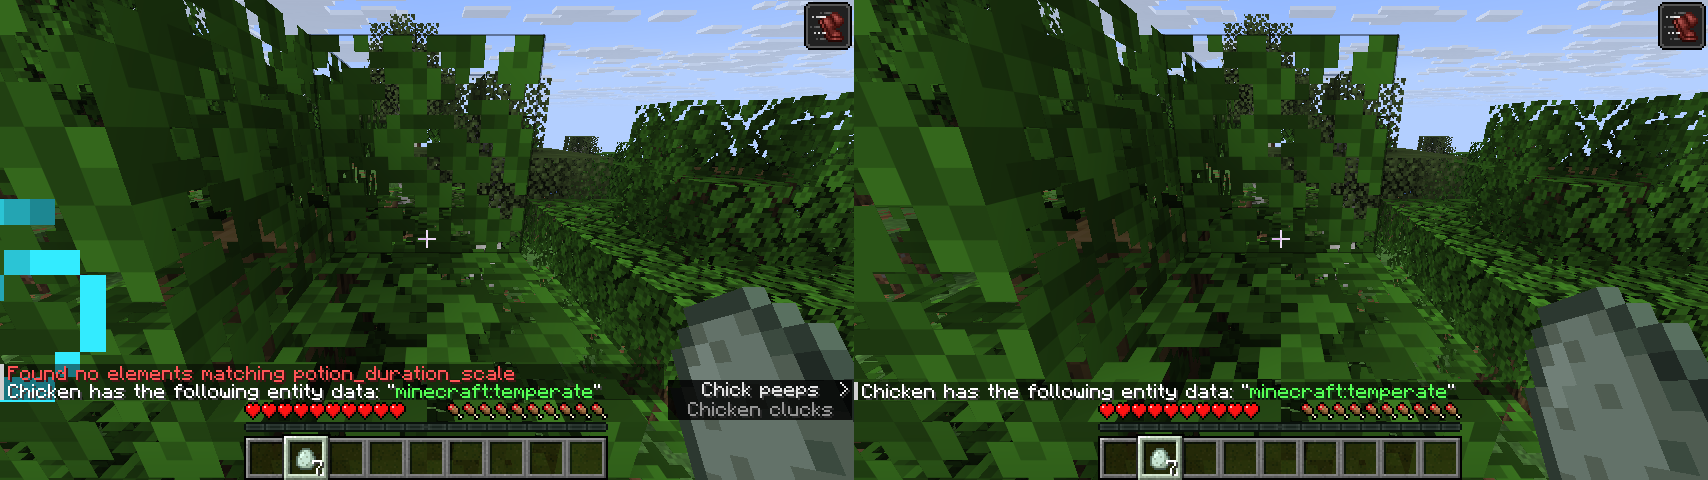 Found no elements matching potion_duration_scale
Chicken has the following entity data: "minecraft:temperate"
Chick peeps >
Chicken clucks
7
Chicken has the following entity data: "minecraft:temperate"
7